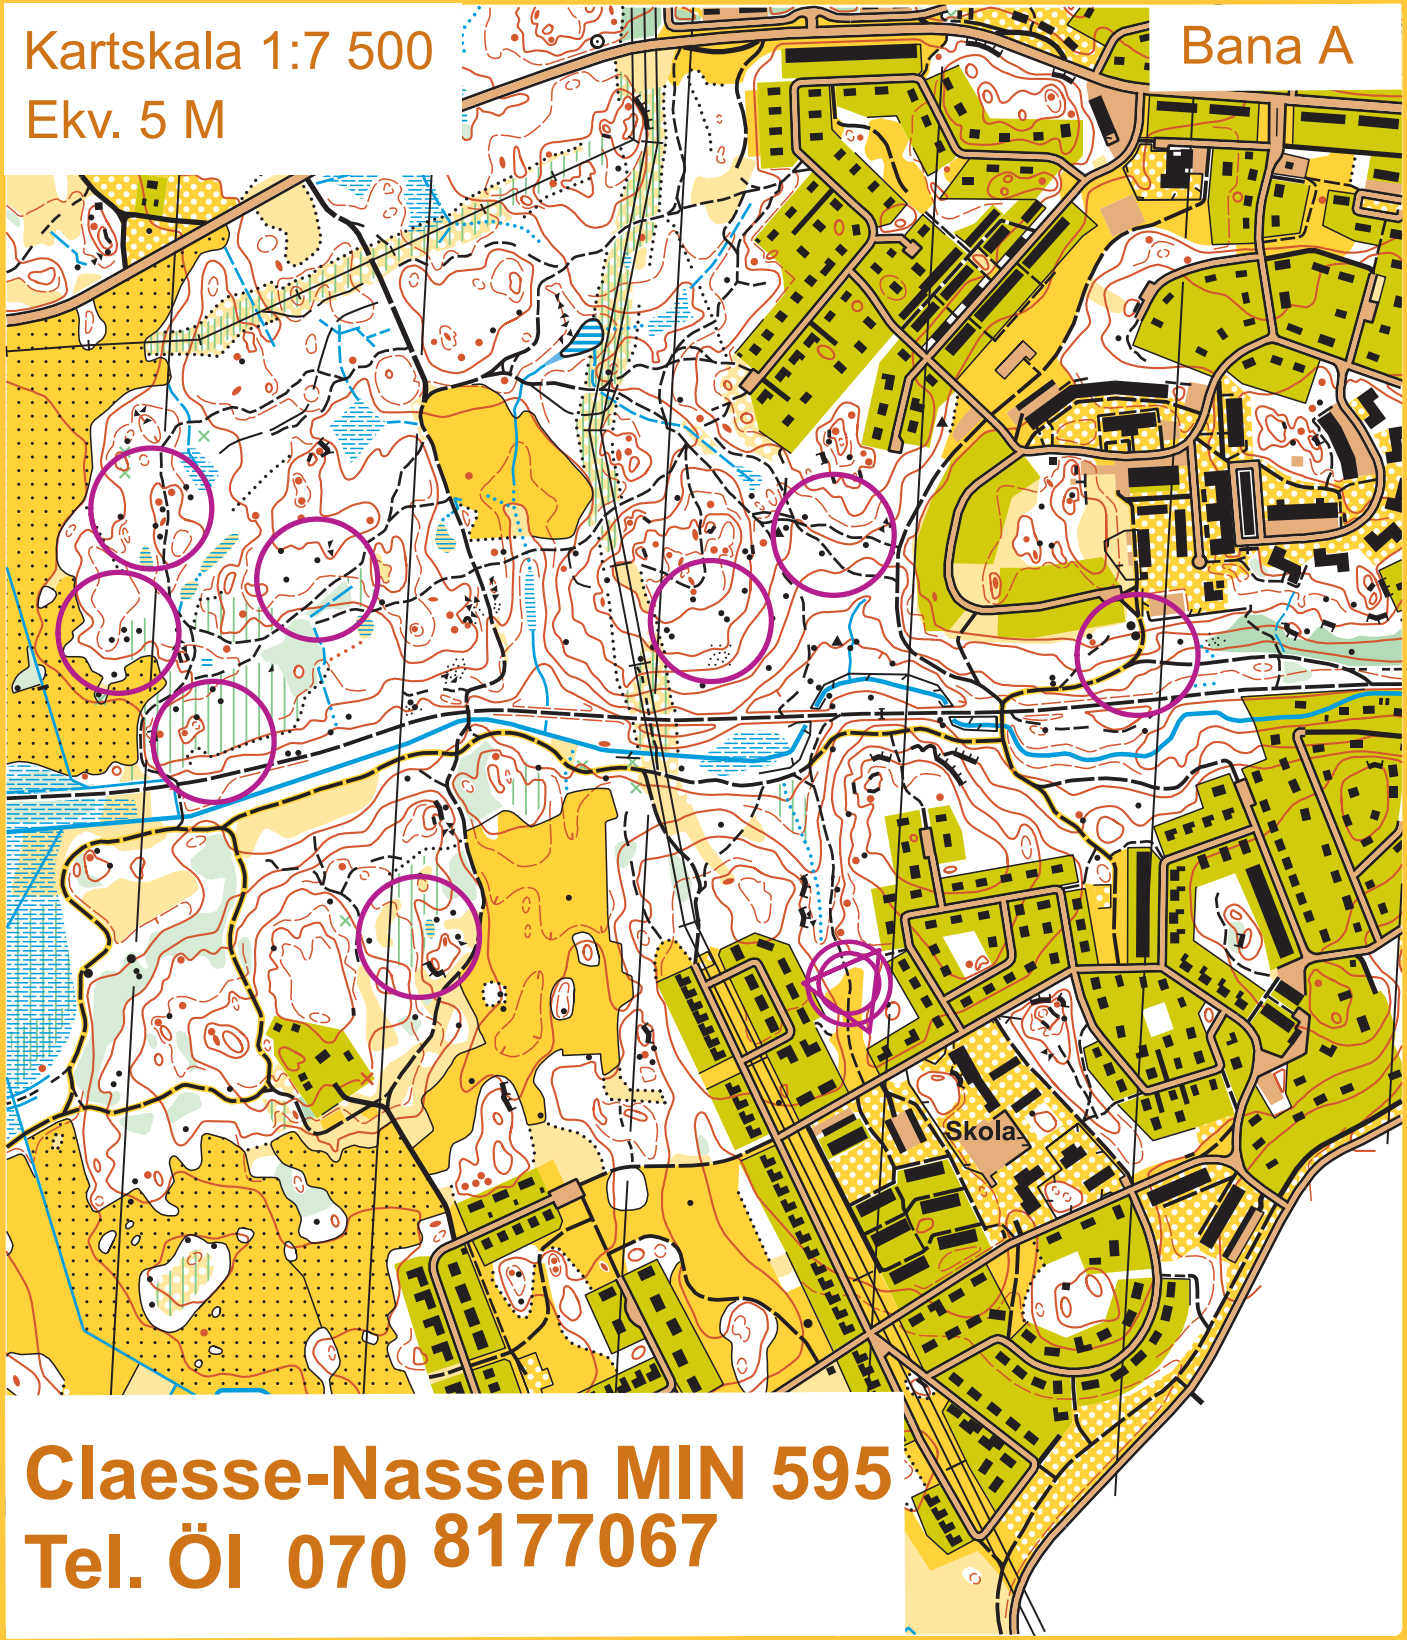 Kartskala 1:7 500
Ekv. 5 M
Bana A
Skola
Claesse-Nassen MIN 595
Tel. Öl 070 8177067